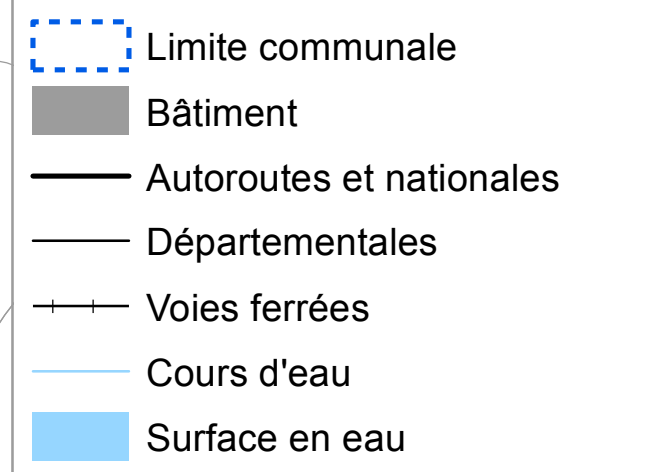 Limite communale
Bâtiment
Autoroutes et nationales
Départementales
Voies ferrées
Cours d'eau
Surface en eau